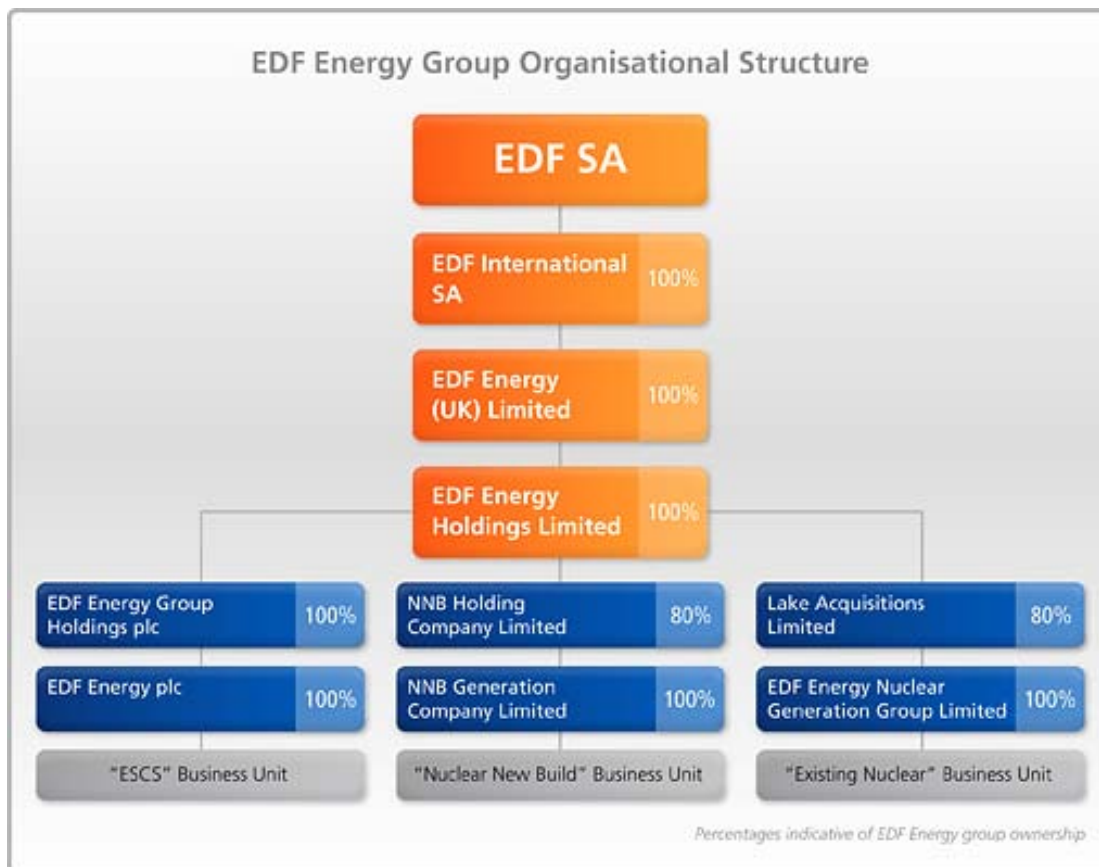 EDF Energy Group Organisational Structure
EDF SA
EDF International
SA
100%
EDF Energy
(UK) Limited
100%
EDF Energy
Holdings Limited
100%
EDF Energy Group
Holdings plc
100%
NNB Holding
Company Limited
80%
Lake Acquisitions
Limited
80%
EDF Energy plc
100%
NNB Generation
Company Limited
100%
EDF Energy Nuclear
Generation Group Limited
100%
"ESCS" Business Unit
"Nuclear New Build" Business Unit
"Existing Nuclear" Business Unit
Percentages indicative of EDF Energy group ownership